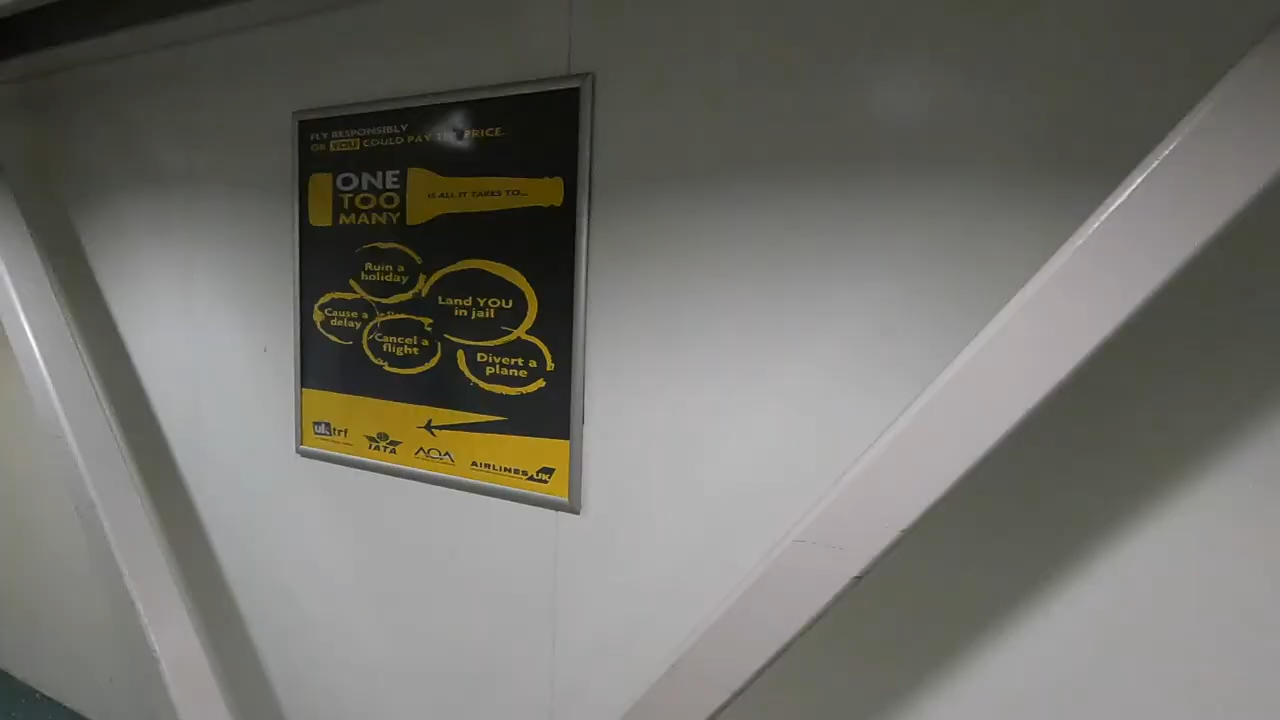 FLY RESPONSIBLY
OR YOU COULD PAY THE PRICE.
ONE
TOO
MANY
IS ALL IT TAKES TO...
Ruin a
holiday
Land YOU
in jail
Cause a
delay
Cancel a
flight
Divert a
plane
uktrf
IATA
AOA
AIRLINES UK